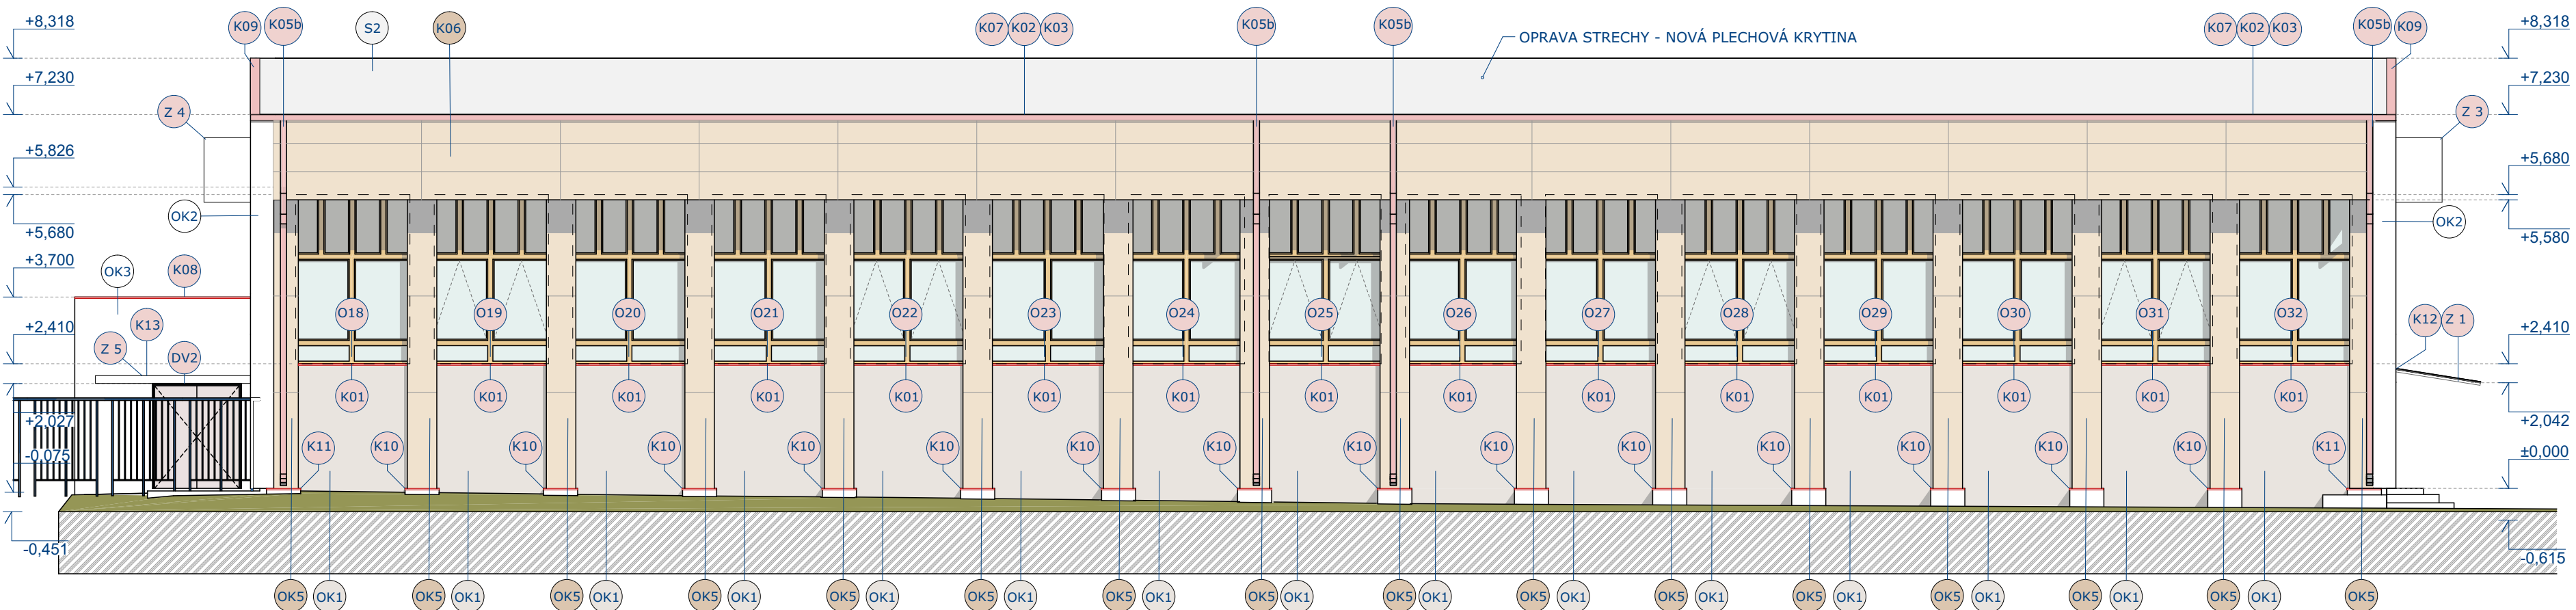 +8,318 K09 K05b S2 K06 K07 K02 K03 K05b K05b OPRAVA STRECHY - NOVÁ PLECHOVÁ KRYTINA K07 K02 K03 K05b K09 +8,318
+7,230 +7,230
Z 4 Z 3
+5,826 +5,680
OK2 OK2
+5,680 +5,580
+3,700 OK3 K08
O18 O19 O20 O21 O22 O23 O24 O25 O26 O27 O28 O29 O30 O31 O32
+2,410 K13 K12 Z 1 +2,410
Z 5 DV2
K01 K01 K01 K01 K01 K01 K01 K01 K01 K01 K01 K01 K01 K01 K01
+2,027 +2,042
-0,075 K11 K10 K10 K10 K10 K10 K10 K10 K10 K10 K10 K10 K10 K10 K10 K11 ±0,000
-0,451 -0,615
OK5 OK1 OK5 OK1 OK5 OK1 OK5 OK1 OK5 OK1 OK5 OK1 OK5 OK1 OK5 OK1 OK5 OK1 OK5 OK1 OK5 OK1 OK5 OK1 OK5 OK1 OK5 OK1 OK5 OK1 OK5